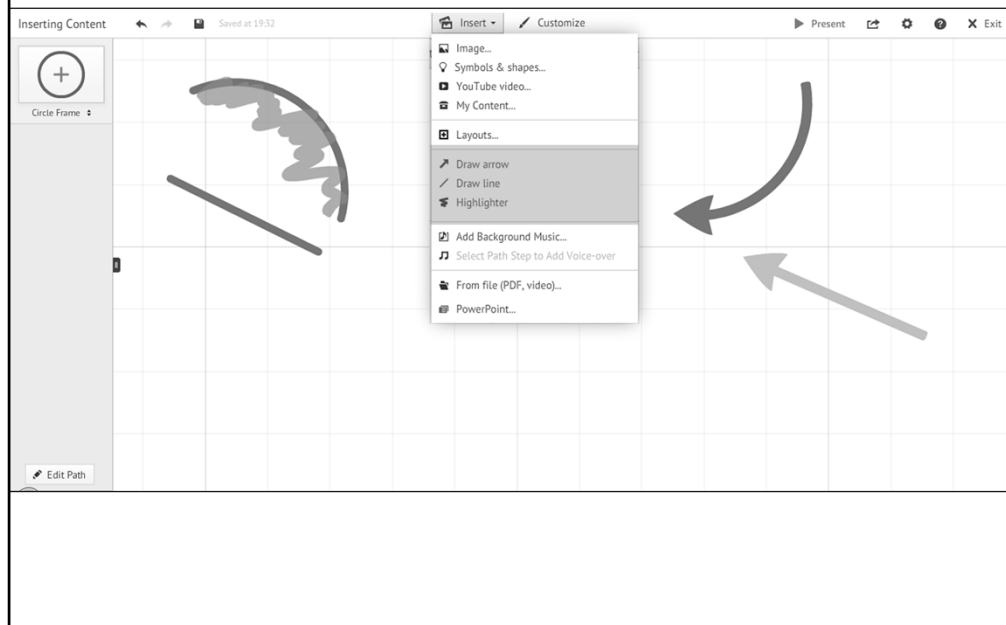 Inserting Content
Saved at 19:32
Insert
Customize
Present
Exit
Circle Frame
Image...
Symbols & shapes...
YouTube video...
My Content...
Layouts...
Draw arrow
Draw line
Highlighter
Add Background Music...
Select Path Step to Add Voice-over
From file (PDF, video)...
PowerPoint...
Edit Path